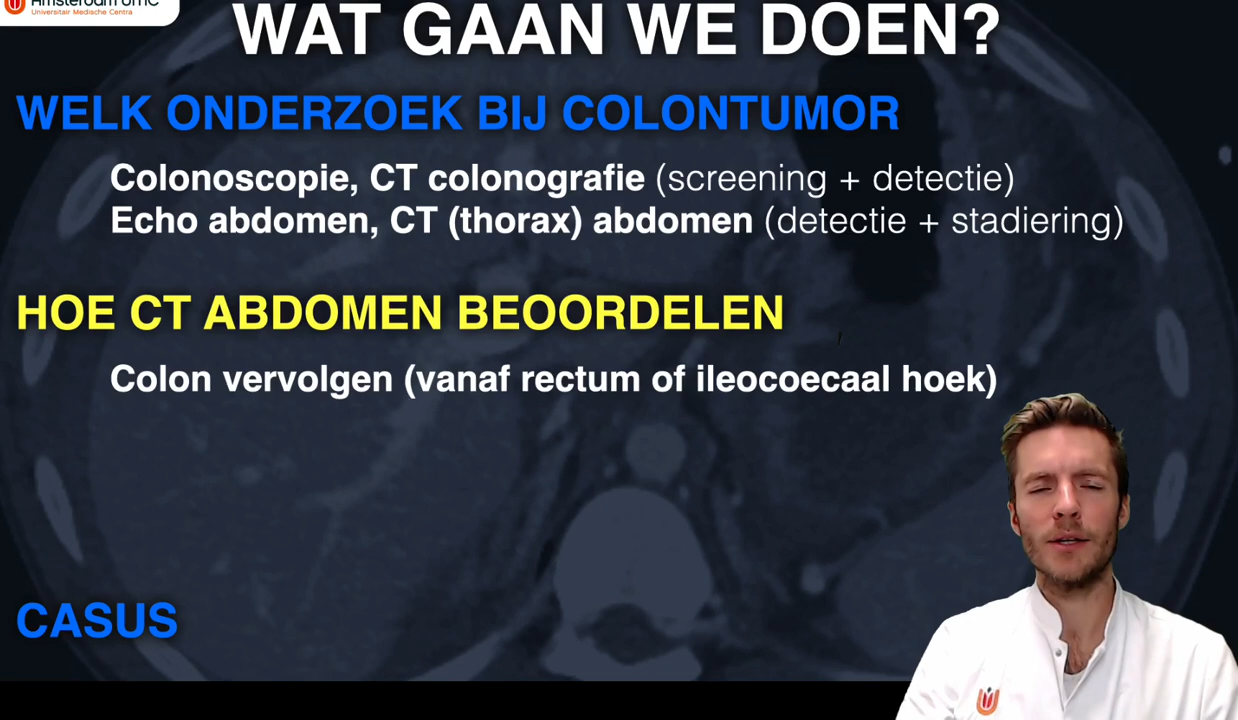 Amsterdam UMC
Universitair Medische Centra
WAT GAAN WE DOEN?
WELK ONDERZOEK BIJ COLONTUMOR
Colonoscopie, CT colonografie (screening + detectie)
Echo abdomen, CT (thorax) abdomen (detectie + stadiering)
HOE CT ABDOMEN BEOORDELEN
Colon vervolgen (vanaf rectum of ileocoecaal hoek)
CASUS